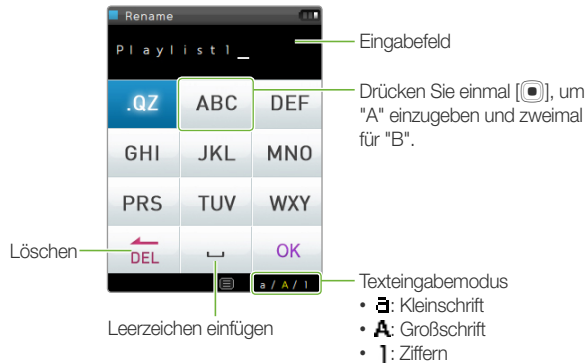 Rename
Playlist1_
Eingabefeld
.QZ ABC DEF
Drücken Sie einmal [ ], um
"A" einzugeben und zweimal
für "B".
GHI JKL MNO
PRS TUV WXY
Löschen
DEL OK
a / A / 1
Texteingabemodus
• a: Kleinschrift
• A: Großschrift
• 1: Ziffern
Leerzeichen einfügen